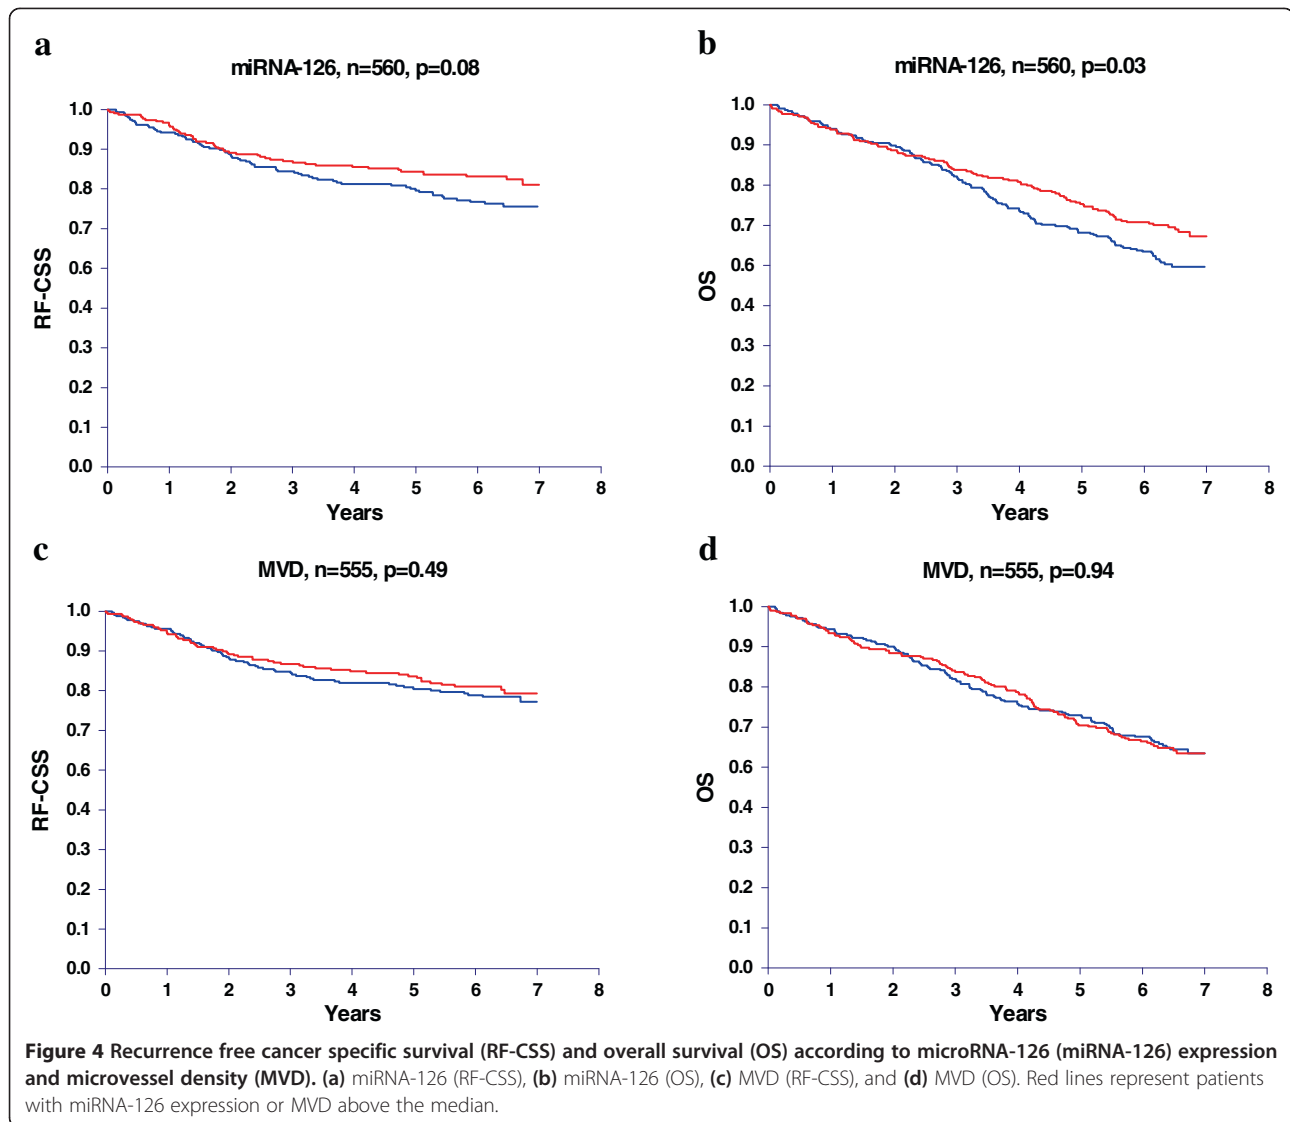 a
miRNA-126, n=560, p=0.08
1.0
0.9
0.8
0.7
0.6
0.5
0.4
0.3
0.2
0.1
0.0
RF-CSS
0 1 2 3 4 5 6 7 8
Years
b
miRNA-126, n=560, p=0.03
1.0
0.9
0.8
0.7
0.6
0.5
0.4
0.3
0.2
0.1
0.0
OS
0 1 2 3 4 5 6 7 8
Years
c
MVD, n=555, p=0.49
1.0
0.9
0.8
0.7
0.6
0.5
0.4
0.3
0.2
0.1
0.0
RF-CSS
0 1 2 3 4 5 6 7 8
Years
d
MVD, n=555, p=0.94
1.0
0.9
0.8
0.7
0.6
0.5
0.4
0.3
0.2
0.1
0.0
OS
0 1 2 3 4 5 6 7 8
Years
Figure 4 Recurrence free cancer specific survival (RF-CSS) and overall survival (OS) according to microRNA-126 (miRNA-126) expression
and microvessel density (MVD). (a) miRNA-126 (RF-CSS), (b) miRNA-126 (OS), (c) MVD (RF-CSS), and (d) MVD (OS). Red lines represent patients
with miRNA-126 expression or MVD above the median.